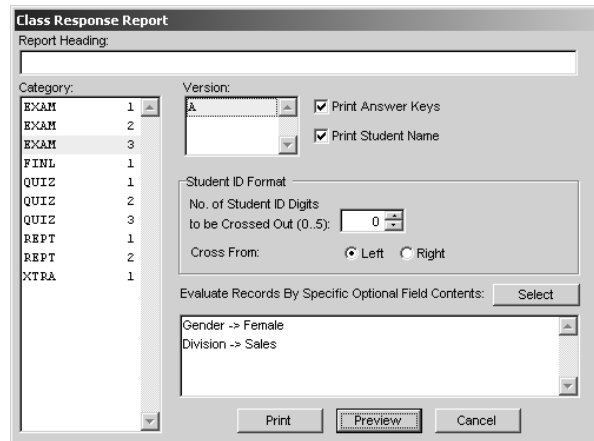 Class Response Report
Report Heading:
Category:
EXAM 1
EXAM 2
EXAM 3
FINL 1
QUIZ 1
QUIZ 2
QUIZ 3
REPT 1
REPT 2
XTRA 1
Version:
A
Print Answer Keys
Print Student Name
Student ID Format
No. of Student ID Digits
to be Crossed Out (0..5): 0
Cross From: Left Right
Evaluate Records By Specific Optional Field Contents: Select
Gender -> Female
Division -> Sales
Print Preview Cancel